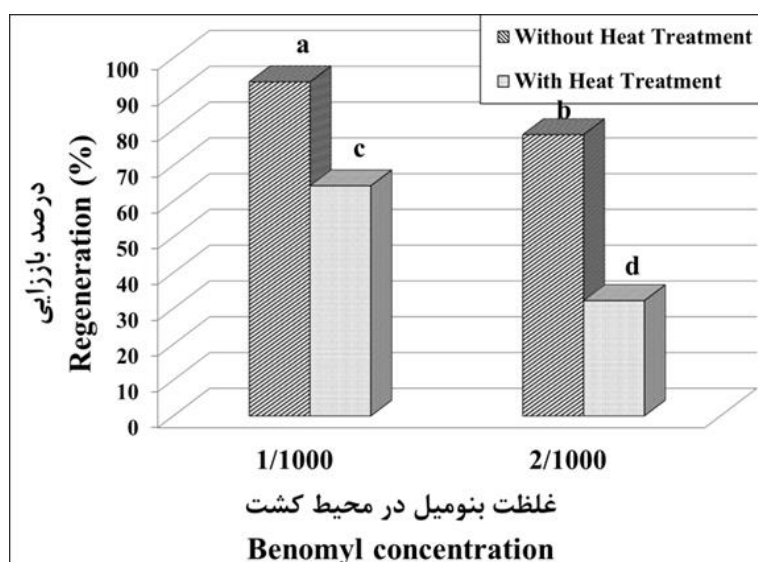 Without Heat Treatment
With Heat Treatment
درصد باززایی
Regeneration (%)
100
90
80
70
60
50
40
30
20
10
0
a
c
b
d
1/1000
2/1000
غلظت بنومیل در محیط کشت
Benomyl concentration